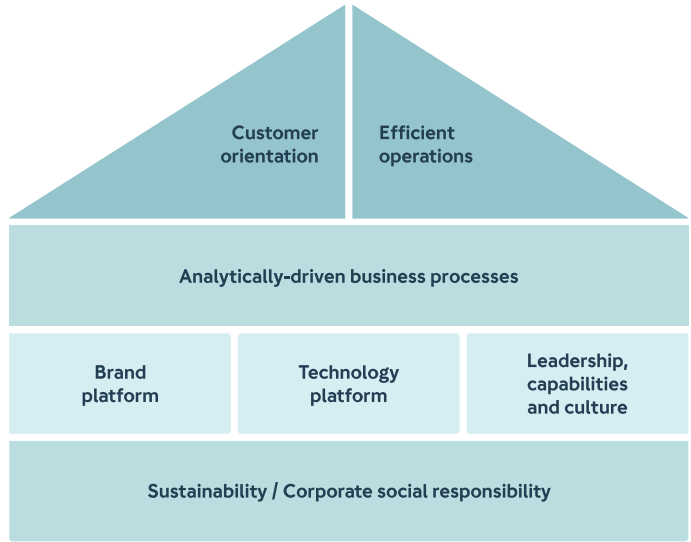 Customer
orientation
Efficient
operations
Analytically-driven business processes
Brand
platform
Technology
platform
Leadership,
capabilities
and culture
Sustainability / Corporate social responsibility